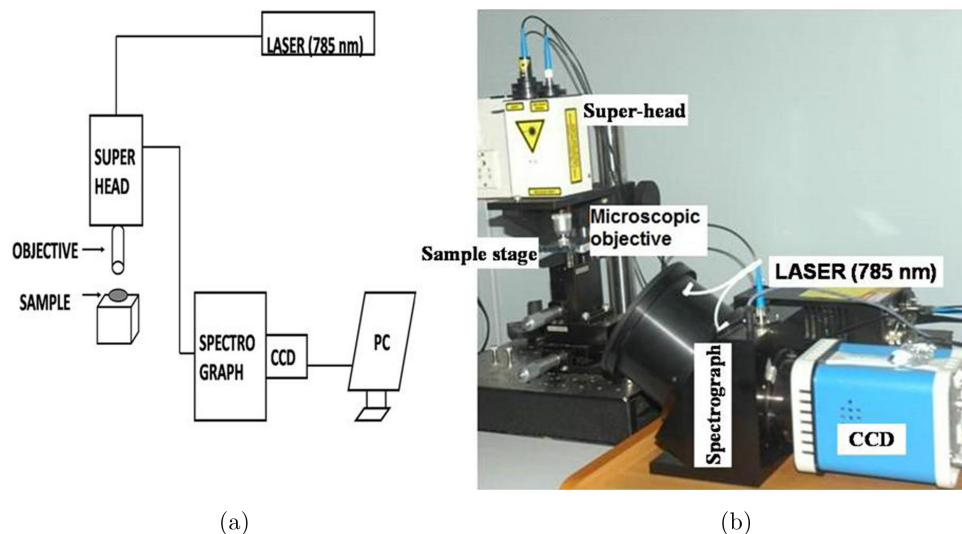 LASER (785 nm)
SUPER
HEAD
OBJECTIVE
SAMPLE
SPECTRO
GRAPH
CCD
PC
(a)
Super-head
Microscopic
objective
Sample stage
LASER (785 nm)
Spectrograph
CCD
(b)